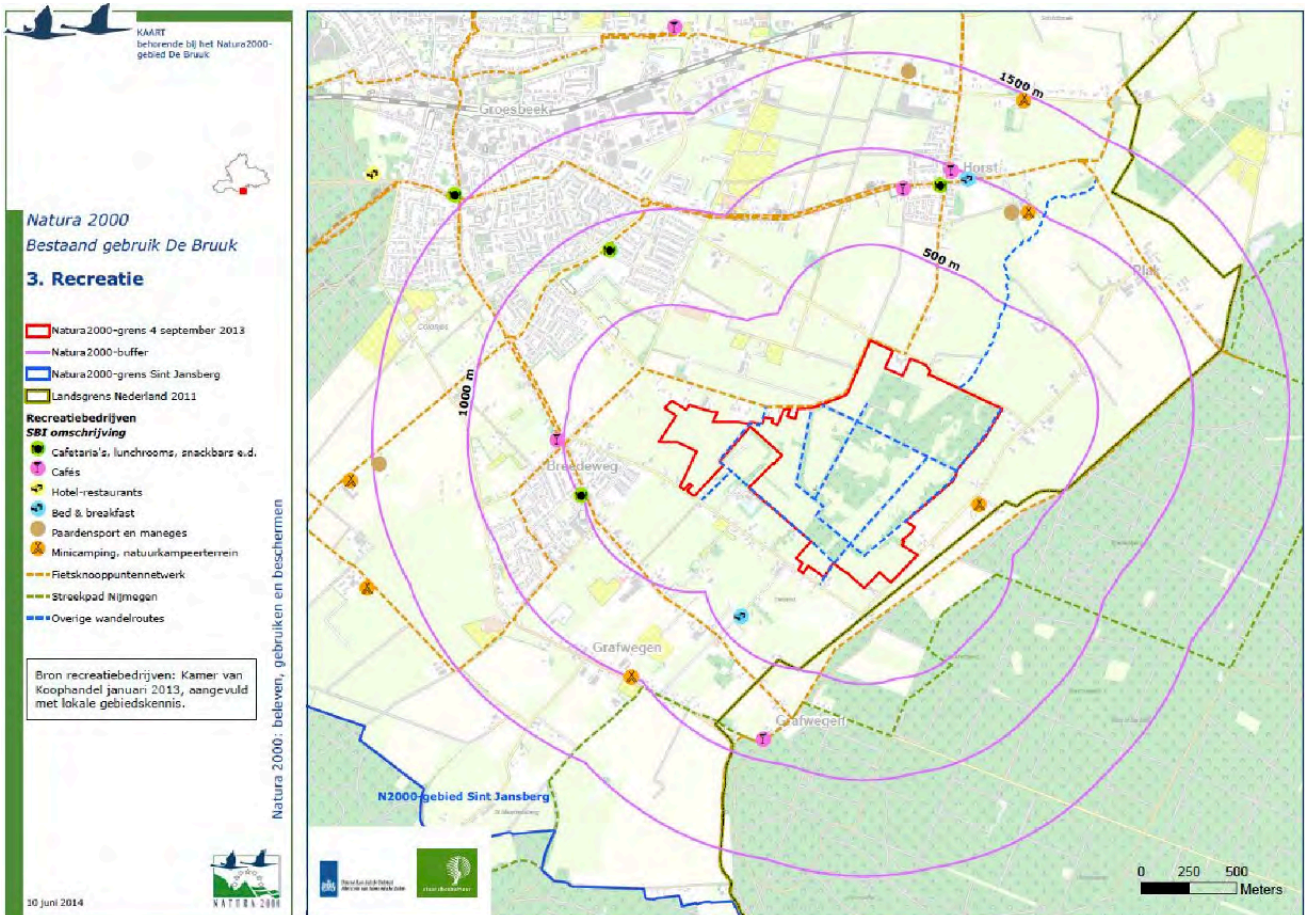 KAART
behorende bij het Natura2000-
gebied De Bruuk
Natura 2000
Bestaand gebruik De Bruuk
3. Recreatie
Natura2000-grens 4 september 2013
Natura2000-buffer
Natura2000-grens Sint Jansberg
Landsgrens Nederland 2011
Recreatiebedrijven
SBI omschrijving
Cafetaria's, lunchrooms, snackbars e.d.
Cafés
Hotel-restaurants
Bed & breakfast
Paardensport en maneges
Minicamping, natuurkampeerterrein
Fietsknooppuntennetwerk
Streekpad Nijmegen
Overige wandelroutes
Bron recreatiebedrijven: Kamer van
Koophandel januari 2013, aangevuld
met lokale gebiedskennis.
Natura 2000: beleven, gebruiken en beschermen
NATURA 2000
10 juni 2014
1500 m
Groesbeek
Horst
500 m
Plak
1000 m
Breedeweg
Grafwegen
Grafwegen
N2000-gebied Sint Jansberg
0 250 500
Meters